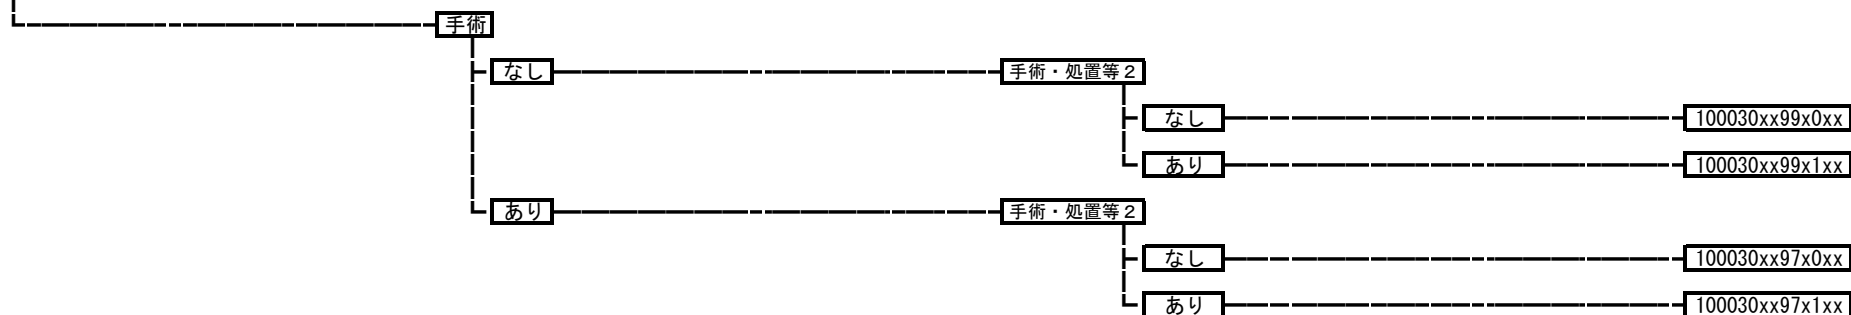 手術
なし 手術・処置等２
なし 100030xx99x0xx
あり 100030xx99x1xx
あり 手術・処置等２
なし 100030xx97x0xx
あり 100030xx97x1xx